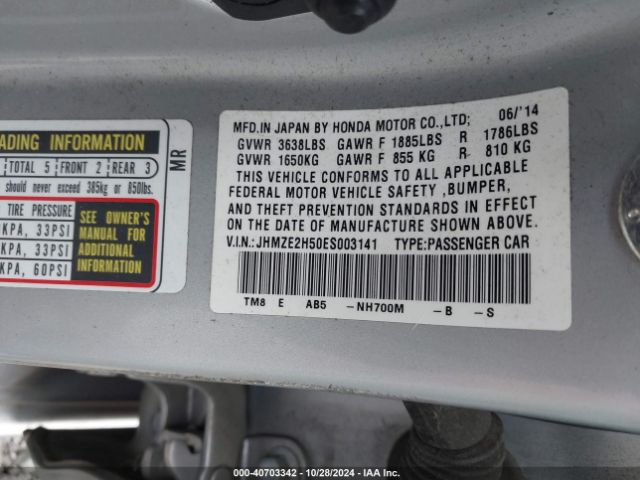 MFD.IN JAPAN BY HONDA MOTOR CO.,LTD; 06/'14
GVWR 3638LBS GAWR F 1885LBS R 1786LBS
GVWR 1650KG GAWR F 855 KG R 810 KG
THIS VEHICLE CONFORMS TO ALL APPLICABLE
FEDERAL MOTOR VEHICLE SAFETY ,BUMPER,
AND THEFT PREVENTION STANDARDS IN EFFECT
ON THE DATE OF MANUFACTURE SHOWN ABOVE.
V.I.N.: JHMZE2H50ES003141 TYPE:PASSENGER CAR
TM8 E AB5 -NH700M -B -S
ADING INFORMATION
TOTAL 5 FRONT 2 REAR 3
should never exceed 385kg or 850lbs.
TIRE PRESSURE
KPA, 33PSI
KPA, 33PSI
KPA, 60PSI
SEE OWNER'S
MANUAL FOR
ADDITIONAL
INFORMATION
MR
000-40703342 | 10/28/2024 | IAA Inc.